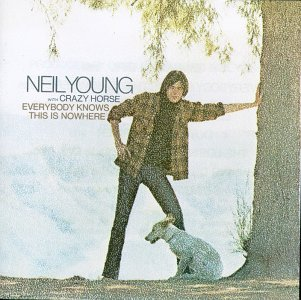 NEIL YOUNG
WITH CRAZY HORSE
EVERYBODY KNOWS
THIS IS NOWHERE